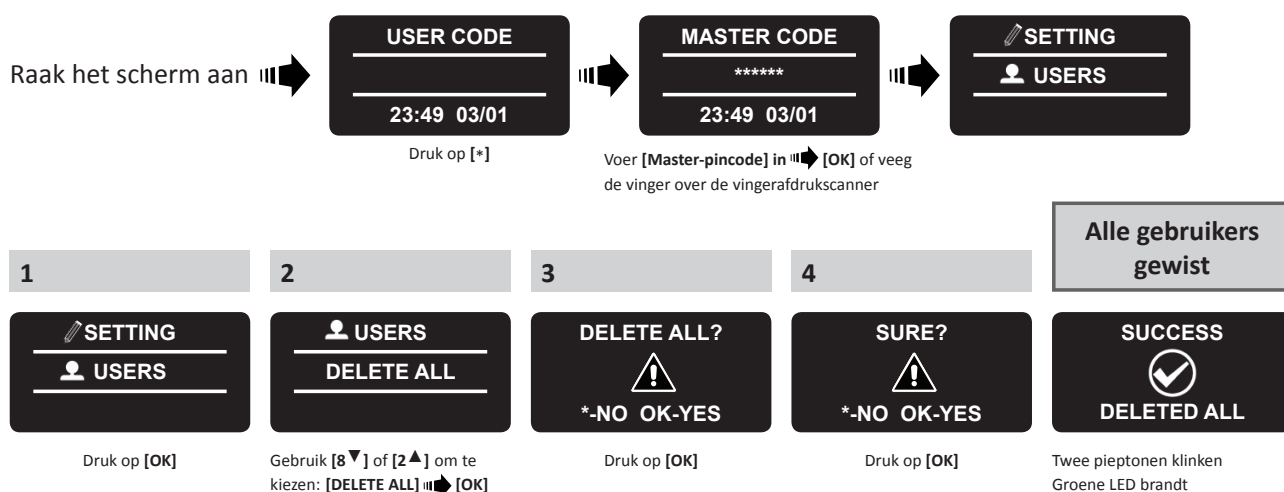 Raak het scherm aan
USER CODE
23:49 03/01
Druk op [*]
MASTER CODE
******
23:49 03/01
Voer [Master-pincode] in [OK] of veeg
de vinger over de vingerafdrukscanner
SETTING
USERS
1
SETTING
USERS
Druk op [OK]
2
USERS
DELETE ALL
Gebruik [8▼] of [2▲] om te
kiezen: [DELETE ALL] [OK]
3
DELETE ALL?
*-NO OK-YES
Druk op [OK]
4
SURE?
*-NO OK-YES
Druk op [OK]
Alle gebruikers
gewist
SUCCESS
DELETED ALL
Twee pieptonen klinken
Groene LED brandt